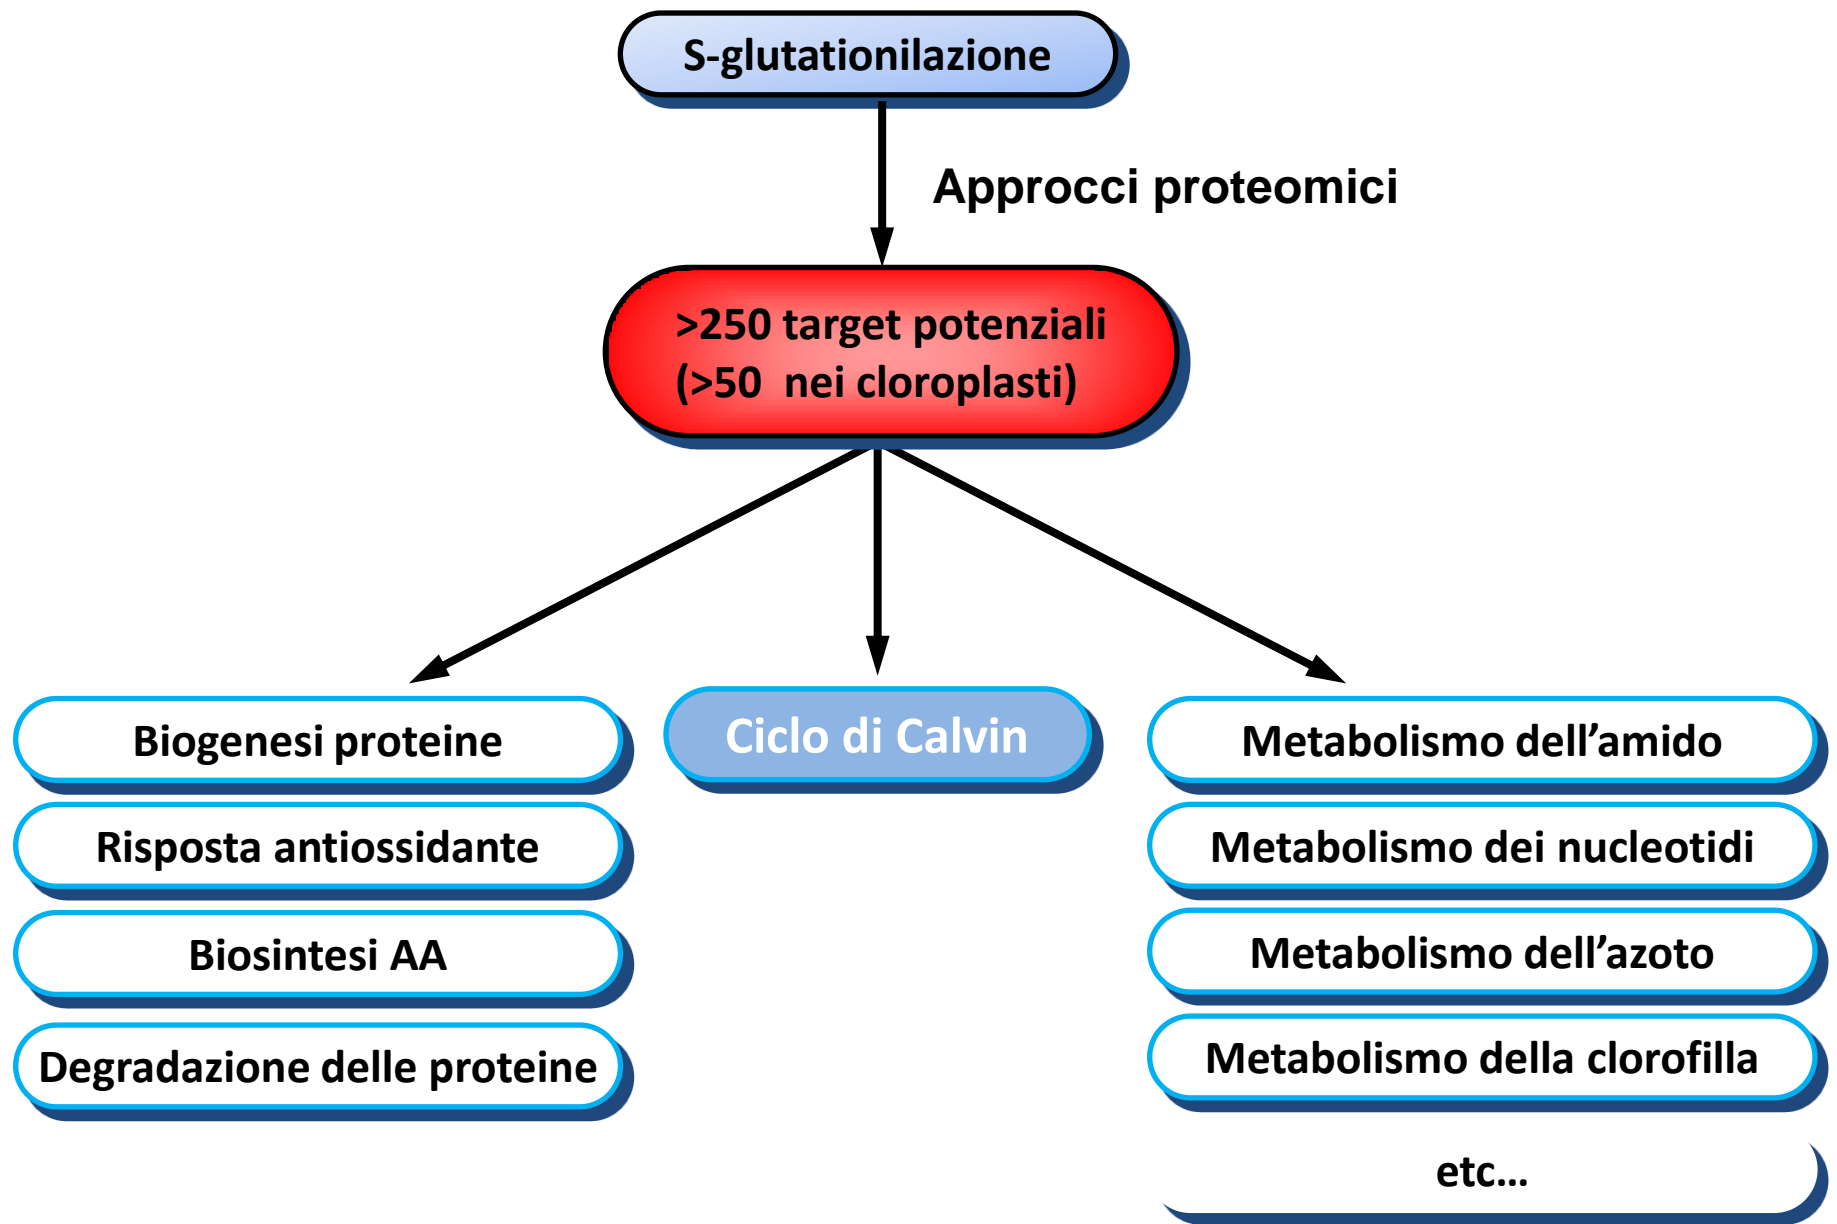 S-glutationilazione
Approcci proteomici
>250 target potenziali
(>50  nei cloroplasti)
Biogenesi proteine
Risposta antiossidante
Biosintesi AA
Degradazione delle proteine
Ciclo di Calvin
Metabolismo dell’amido
Metabolismo dei nucleotidi
Metabolismo dell’azoto
Metabolismo della clorofilla
etc…